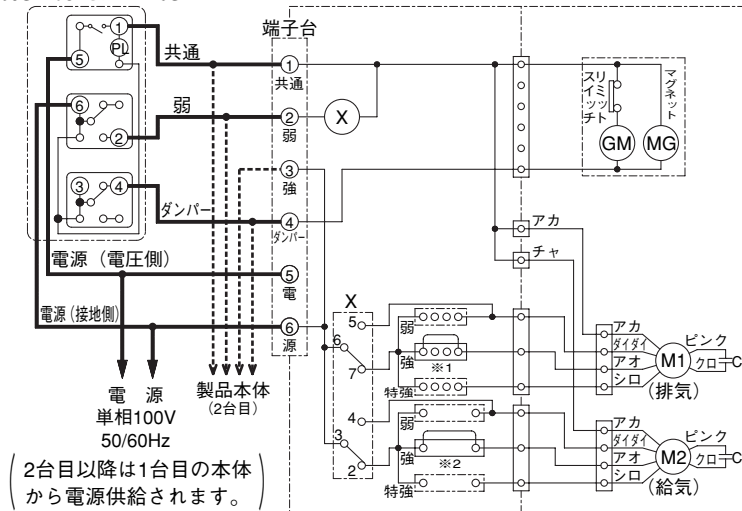 ①
PL
⑤
共通
⑥
②
弱
③
④
ダンパー
電源(電圧側)
電源(接地側)
電源
単相100V
50/60Hz
製品本体
(2台目)
2台目以降は1台目の本体
から電源供給されます。
端子台
①
共通
②
弱
③
強
④
ダンパー
⑤
電
⑥
源
X
X
5
6
7
4
3
2
弱
強
※1
特強
弱
強
※2
特強
リミット
スイッチ
マグネット
GM
MG
アカ
チャ
アカ
ダイダイ
アオ
シロ
M1
(排気)
ピンク
クロ
C
アカ
ダイダイ
アオ
シロ
M2
(給気)
ピンク
クロ
C